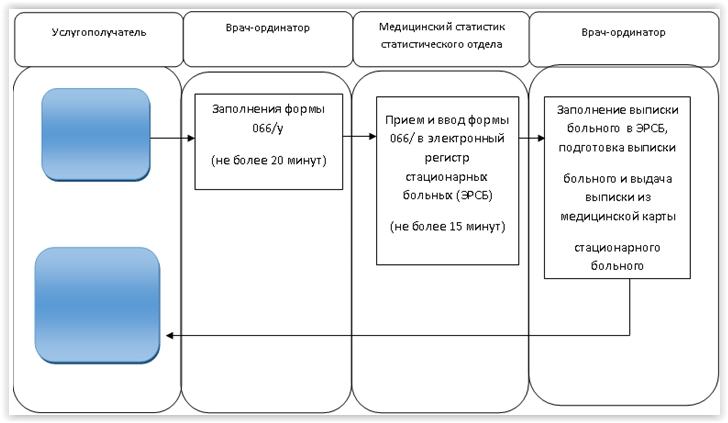 Услугополучатель
Врач-ординатор
Медицинский статистик
статистического отдела
Врач-ординатор
Заполнения формы
066/у
(не более 20 минут)
Прием и ввод формы
066/ в электронный
регистр
стационарных
больных (ЭРСБ)
(не более 15 минут)
Заполнение выписки
больного в ЭРСБ,
подготовка выписки
больного и выдача
выписки из
медицинской карты
стационарного
больного